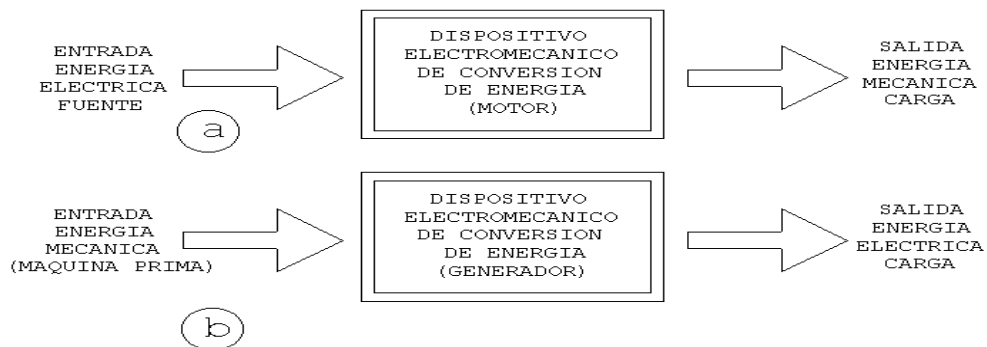 ENTRADA
ENERGIA
ELECTRICA
FUENTE
a
DISPOSITIVO
ELECTROMECANICO
DE CONVERSION
DE ENERGIA
(MOTOR)
SALIDA
ENERGIA
MECANICA
CARGA
ENTRADA
ENERGIA
MECANICA
(MAQUINA PRIMA)
b
DISPOSITIVO
ELECTROMECANICO
DE CONVERSION
DE ENERGIA
(GENERADOR)
SALIDA
ENERGIA
ELECTRICA
CARGA